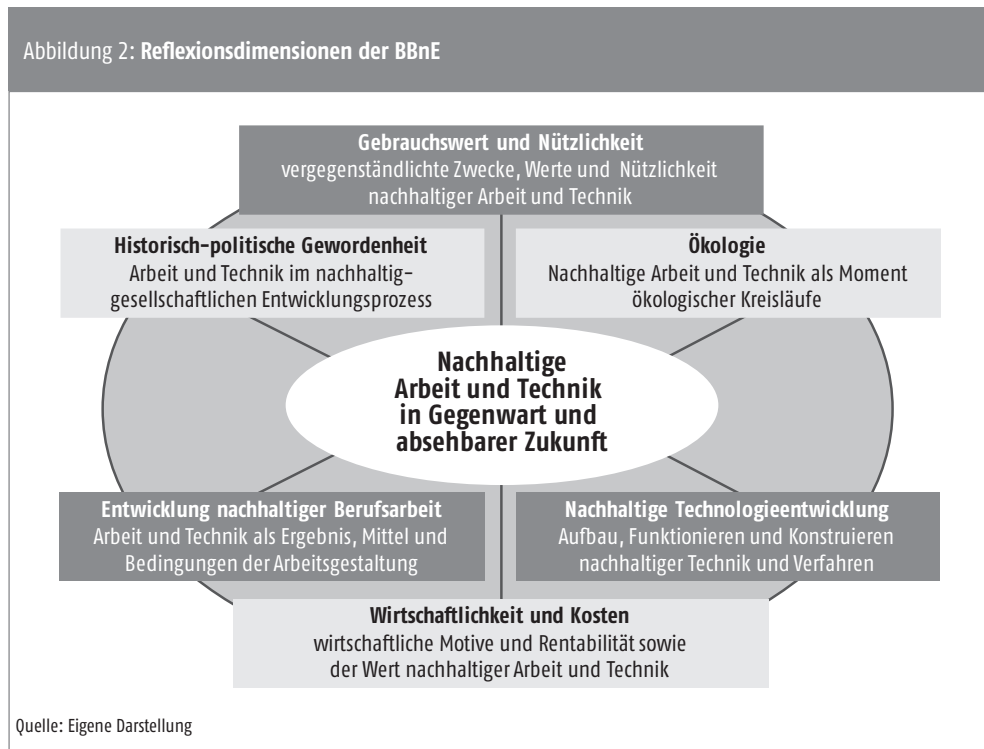 Abbildung 2: Reflexionsdimensionen der BBnE
Gebrauchswert und Nützlichkeit
vergegenständlichte Zwecke, Werte und Nützlichkeit
nachhaltiger Arbeit und Technik
Historisch-politische Gewordenheit
Arbeit und Technik im nachhaltig-
gesellschaftlichen Entwicklungsprozess
Ökologie
Nachhaltige Arbeit und Technik als Moment
ökologischer Kreisläufe
Nachhaltige
Arbeit und Technik
in Gegenwart und
absehbarer Zukunft
Entwicklung nachhaltiger Berufsarbeit
Arbeit und Technik als Ergebnis, Mittel und
Bedingungen der Arbeitsgestaltung
Nachhaltige Technologieentwicklung
Aufbau, Funktionieren und Konstruieren
nachhaltiger Technik und Verfahren
Wirtschaftlichkeit und Kosten
wirtschaftliche Motive und Rentabilität sowie
der Wert nachhaltiger Arbeit und Technik
Quelle: Eigene Darstellung